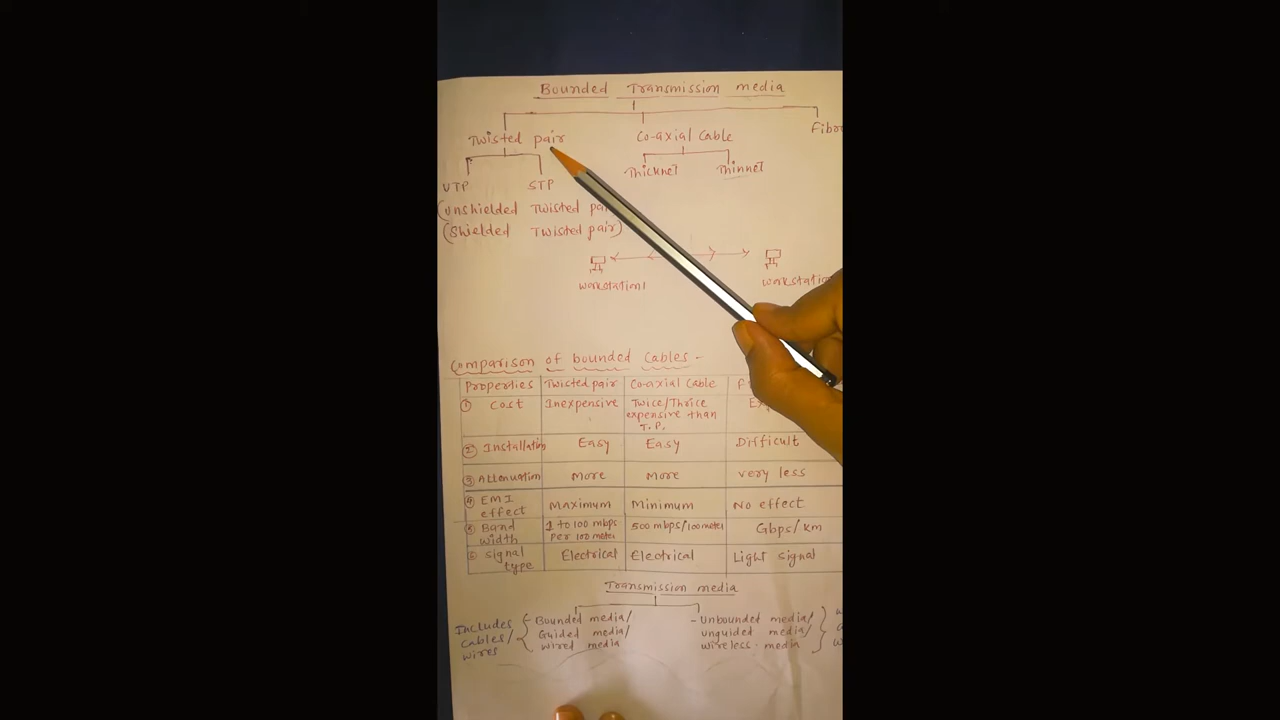 Bounded Transmission media
Twisted pair Co-axial Cable Fibre
UTP STP Thicknet Thinnet
(Unshielded Twisted
(Shielded Twisted pair)
workstation1 workstation
Comparison of bounded Cables -
Properties Twisted pair Co-axial Cable
① Cost Inexpensive Twice/Thrice expensive than T.P.
② Installation Easy Easy Difficult
③ Attenuation More More very less
④ EMI effect Maximum Minimum No effect
⑤ Band width 1 to 100 mbps Per 100 meter 500 mbps/100meter Gbps/km
⑥ Signal type Electrical Electrical Light signal
Transmission media
Includes Cables/ wires
Bounded media/
Guided media/
wired media
- Unbounded media/
unguided media/
wireless media